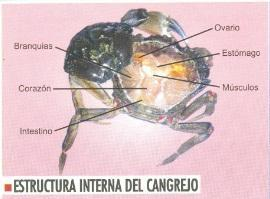 Ovario
Branquias
Estómago
Corazón
Músculos
Intestino
ESTRUCTURA INTERNA DEL CANGREJO